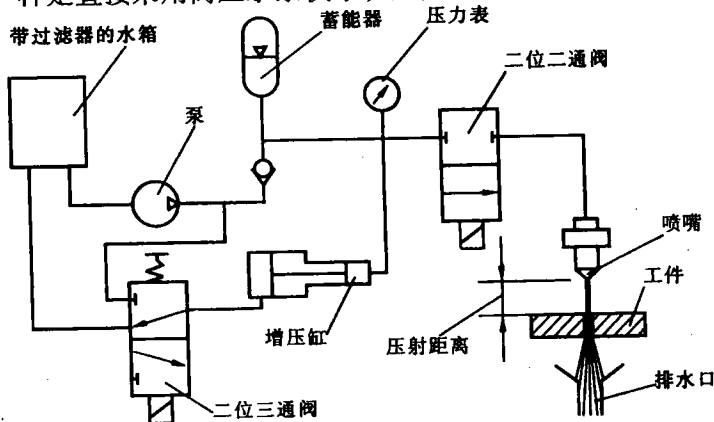 带过滤器的水箱
蓄能器
压力表
二位二通阀
泵
喷嘴
工件
增压缸
压射距离
排水口
二位三通阀